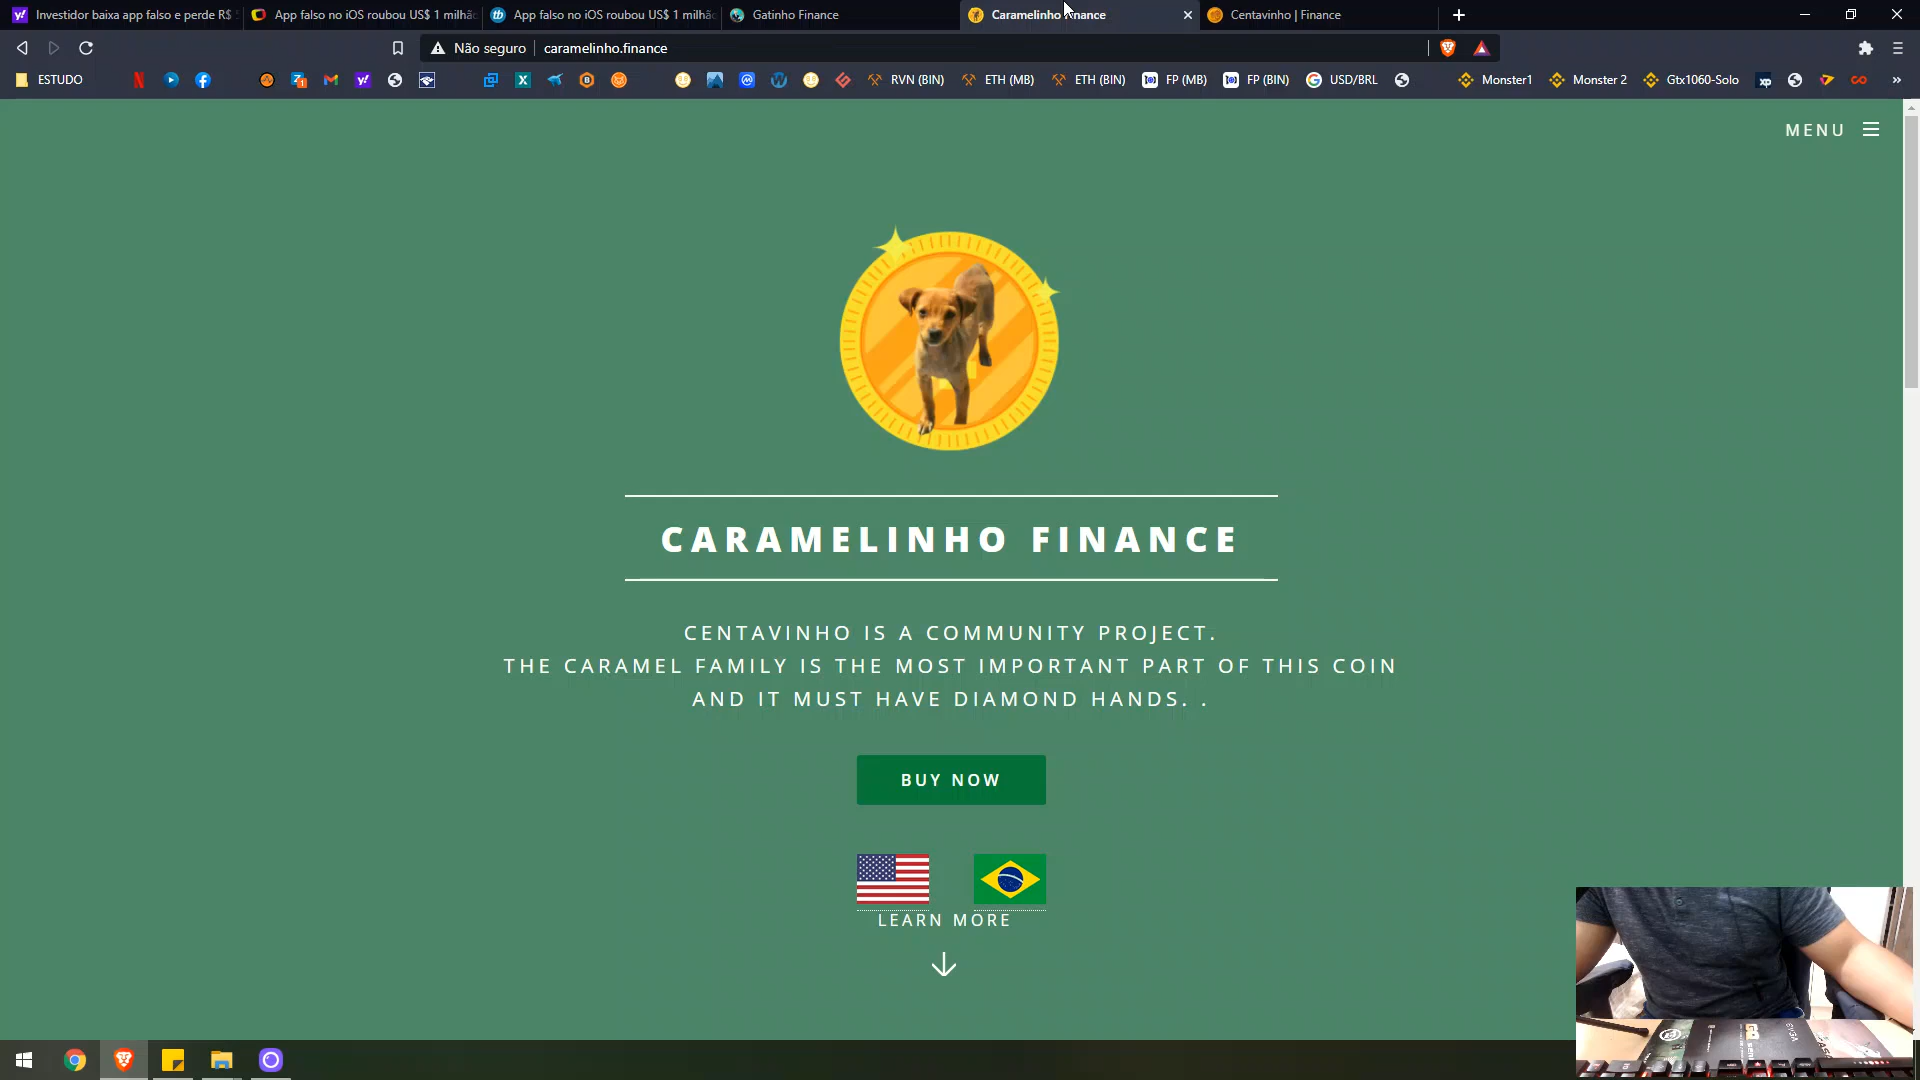 Investidor baixa app falso e perde R$
App falso no iOS roubou US$ 1 milhã
App falso no iOS roubou US$ 1 milhã
Gatinho Finance
Caramelinho Finance
Centavinho | Finance
Não seguro
caramelinho.finance
ESTUDO
RVN (BIN)
ETH (MB)
ETH (BIN)
FP (MB)
FP (BIN)
USD/BRL
Monster1
Monster 2
Gtx1060-Solo
MENU
CARAMELINHO FINANCE
CENTAVINHO IS A COMMUNITY PROJECT.
THE CARAMEL FAMILY IS THE MOST IMPORTANT PART OF THIS COIN
AND IT MUST HAVE DIAMOND HANDS. .
BUY NOW
LEARN MORE